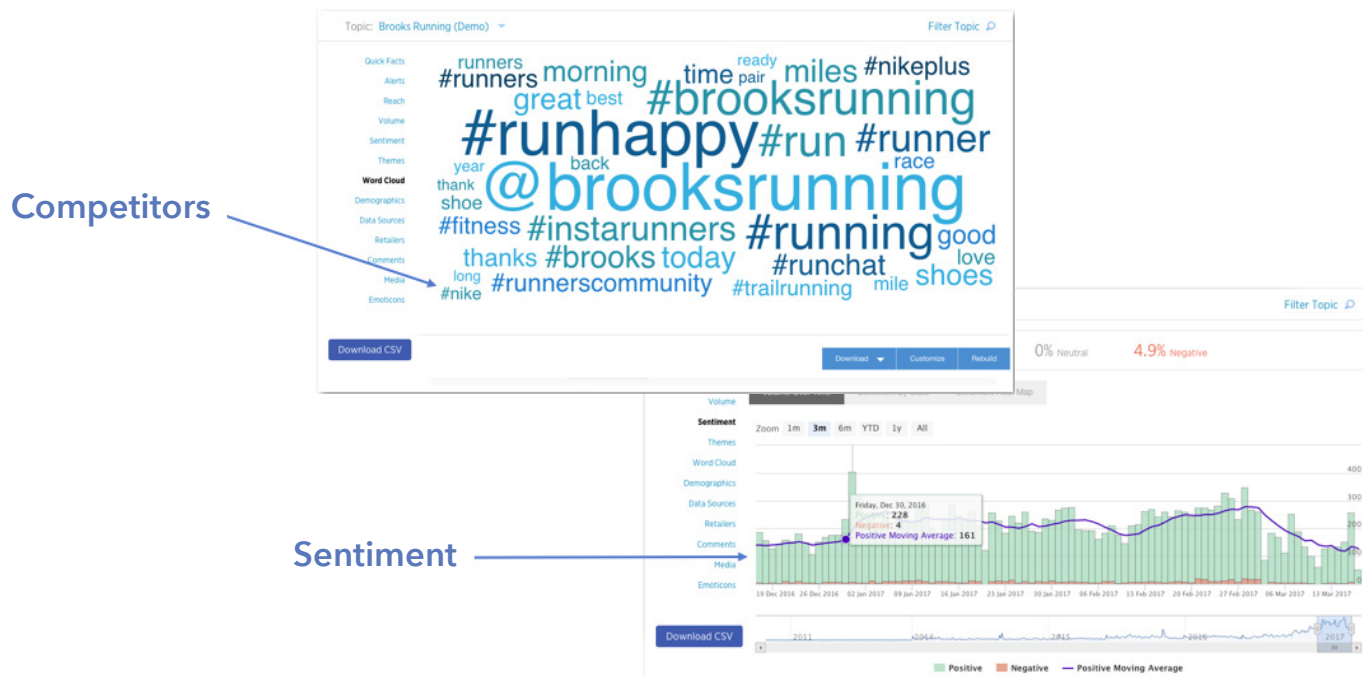 Topic: Brooks Running (Demo)
Filter Topic
Quick Facts
Alerts
Reach
Volume
Sentiment
Themes
Word Cloud
Demographics
Data Sources
Retailers
Comments
Media
Emoticons
Download CSV
runners
#runners
morning
time
ready
pair
miles
#nikeplus
great
best
#brooksrunning
#runhappy
#run
#runner
year
back
race
thank
@brooksrunning
shoe
#fitness
#instarunners
#running
good
thanks
#brooks
today
#runchat
love
long
#runnerscommunity
#trailrunning
mile
shoes
#nike
Download
Customize
Rebuild
Competitors
Filter Topic
0% Neutral
4.9% Negative
Map
Volume
Sentiment
Themes
Word Cloud
Demographics
Data Sources
Retailers
Comments
Media
Emoticons
Download CSV
Zoom 1m 3m 6m YTD 1y All
400
300
200
100
0
Friday, Dec 30, 2016
Positive: 228
Negative: 4
Positive Moving Average: 161
19 Dec 2016 26 Dec 2016 02 Jan 2017 09 Jan 2017 16 Jan 2017 23 Jan 2017 30 Jan 2017 06 Feb 2017 13 Feb 2017 20 Feb 2017 27 Feb 2017 06 Mar 2017 13 Mar 2017
2011 2014 2015 2016 2017
Positive Negative Positive Moving Average
Sentiment